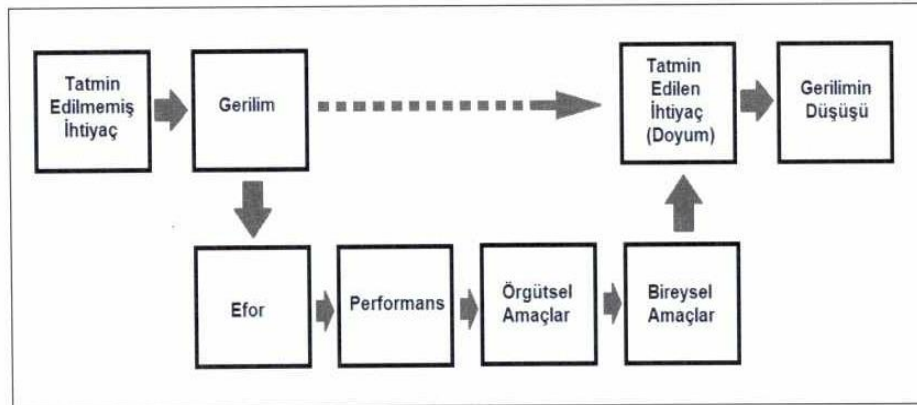 Tatmin
Edilmemiş
İhtiyaç
Gerilim
Tatmin
Edilen
İhtiyaç
(Doyum)
Gerilimin
Düşüşü
Efor
Performans
Örgütsel
Amaçlar
Bireysel
Amaçlar